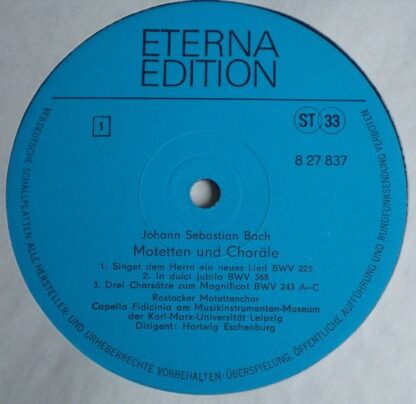 ETERNA
EDITION
1
ST 33
8 27 837
Johann Sebastian Bach
Motetten und Choräle
1. Singet dem Herrn ein neues Lied BWV 225
2. In dulci jubilo BWV 368
3. Drei Chorsätze zum Magnificat BWV 243 A–C
Rostocker Motettenchor
Capella Fidicinia am Musikinstrumenten-Museum
der Karl-Marx-Universität Leipzig
Dirigent: Hartwig Eschenburg
VEB DEUTSCHE SCHALLPLATTEN ALLE HERSTELLER- UND URHEBERRECHTE VORBEHALTEN · ÜBERSPIELUNG, ÖFFENTLICHE AUFFÜHRUNG UND RUNDFUNKSENDUNG VERBOTEN